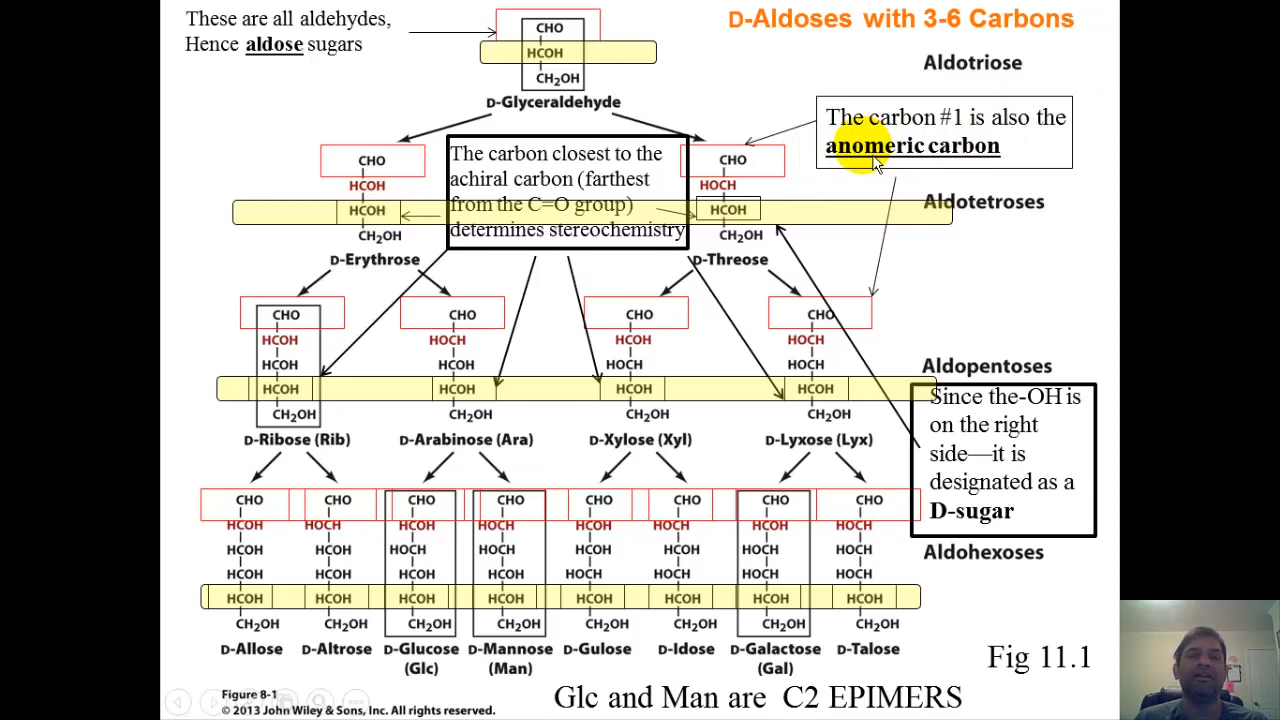 These are all aldehydes,
Hence aldose sugars
D-Aldoses with 3-6 Carbons
CHO
HCOH
CH2OH
D-Glyceraldehyde
Aldotriose
The carbon #1 is also the
anomeric carbon
The carbon closest to the
achiral carbon (farthest
from the C=O group)
determines stereochemistry
CHO
HCOH
HCOH
CH2OH
D-Erythrose
CHO
HOCH
HCOH
CH2OH
D-Threose
Aldotetroses
CHO
HCOH
HCOH
HCOH
CH2OH
D-Ribose (Rib)
CHO
HOCH
HCOH
HCOH
CH2OH
D-Arabinose (Ara)
CHO
HCOH
HOCH
HCOH
CH2OH
D-Xylose (Xyl)
CHO
HOCH
HOCH
HCOH
CH2OH
D-Lyxose (Lyx)
Aldopentoses
Since the-OH is
on the right
side—it is
designated as a
D-sugar
CHO
HCOH
HCOH
HCOH
HCOH
CH2OH
D-Allose
CHO
HOCH
HCOH
HCOH
HCOH
CH2OH
D-Altrose
CHO
HCOH
HOCH
HCOH
HCOH
CH2OH
D-Glucose
(Glc)
CHO
HOCH
HOCH
HCOH
HCOH
CH2OH
D-Mannose
(Man)
CHO
HCOH
HCOH
HOCH
HCOH
CH2OH
D-Gulose
CHO
HOCH
HCOH
HOCH
HCOH
CH2OH
D-Idose
CHO
HCOH
HOCH
HOCH
HCOH
CH2OH
D-Galactose
(Gal)
CHO
HOCH
HOCH
HOCH
HCOH
CH2OH
D-Talose
Aldohexoses
Fig 11.1
Figure 8-1
© 2013 John Wiley & Sons, Inc. All rights reserved.
Glc and Man are C2 EPIMERS